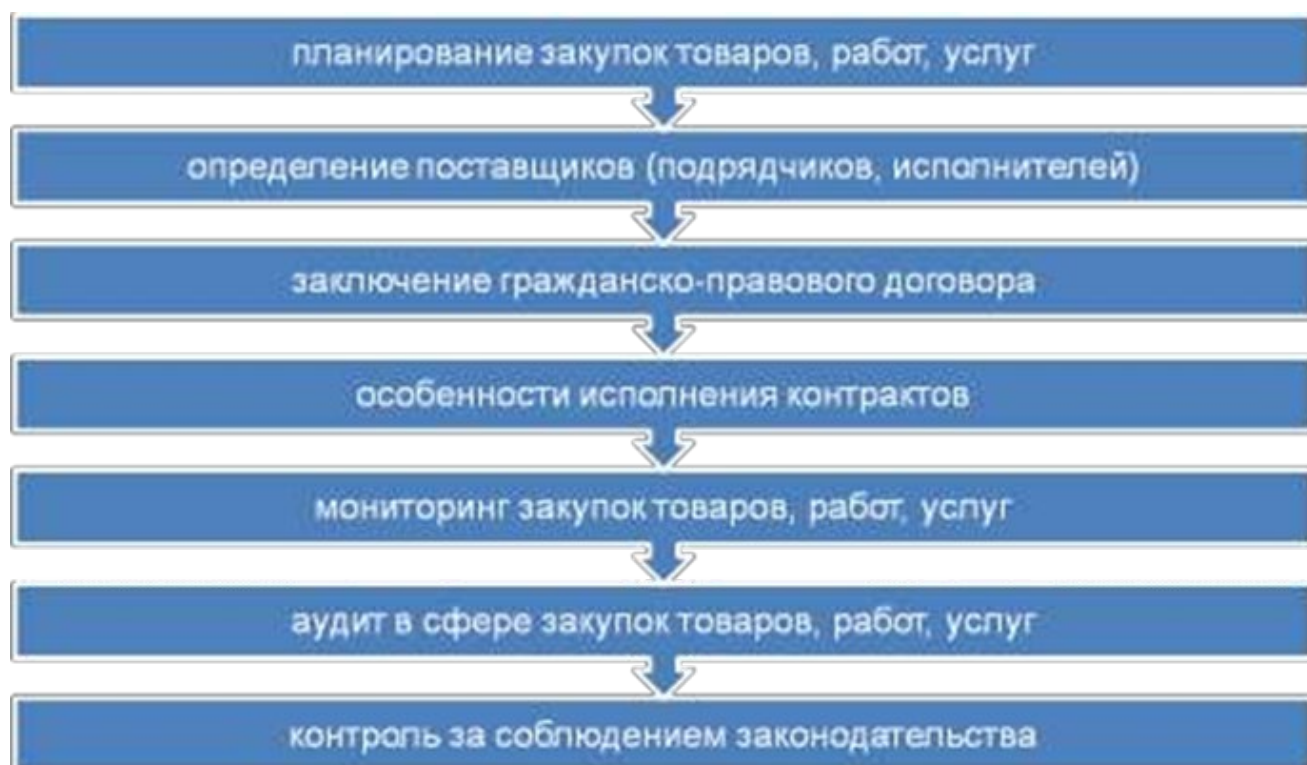 планирование закупок товаров, работ, услуг
определение поставщиков (подрядчиков, исполнителей)
заключение гражданско-правового договора
особенности исполнения контрактов
мониторинг закупок товаров, работ, услуг
аудит в сфере закупок товаров, работ, услуг
контроль за соблюдением законодательства